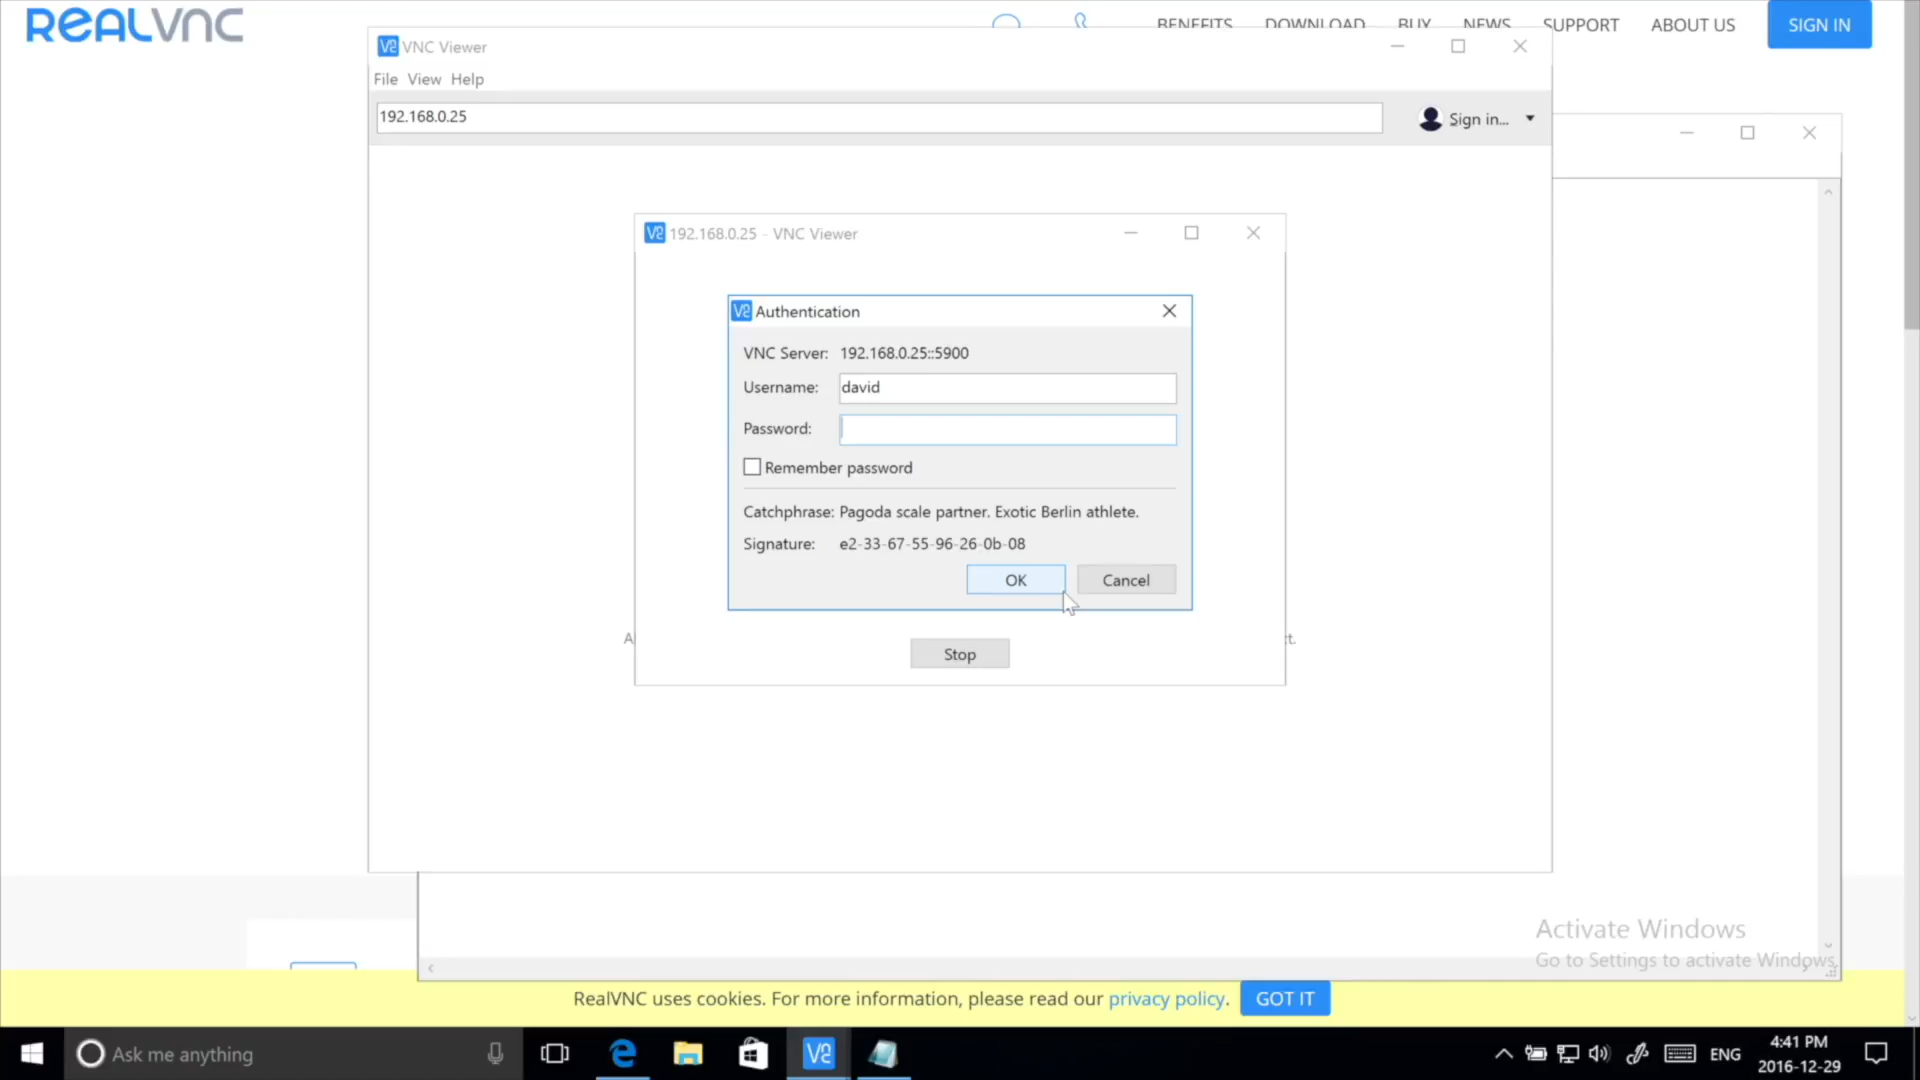 REALVNC
BENEFITS
DOWNLOAD
BUY
NEWS
SUPPORT
ABOUT US
SIGN IN
VNC Viewer
File View Help
192.168.0.25
Sign in...
192.168.0.25 - VNC Viewer
Authentication
VNC Server: 192.168.0.25::5900
Username: david
Password:
Remember password
Catchphrase: Pagoda scale partner. Exotic Berlin athlete.
Signature: e2-33-67-55-96-26-0b-08
OK
Cancel
Stop
Activate Windows
Go to Settings to activate Windows.
RealVNC uses cookies. For more information, please read our privacy policy.
GOT IT
Ask me anything
ENG
4:41 PM
2016-12-29